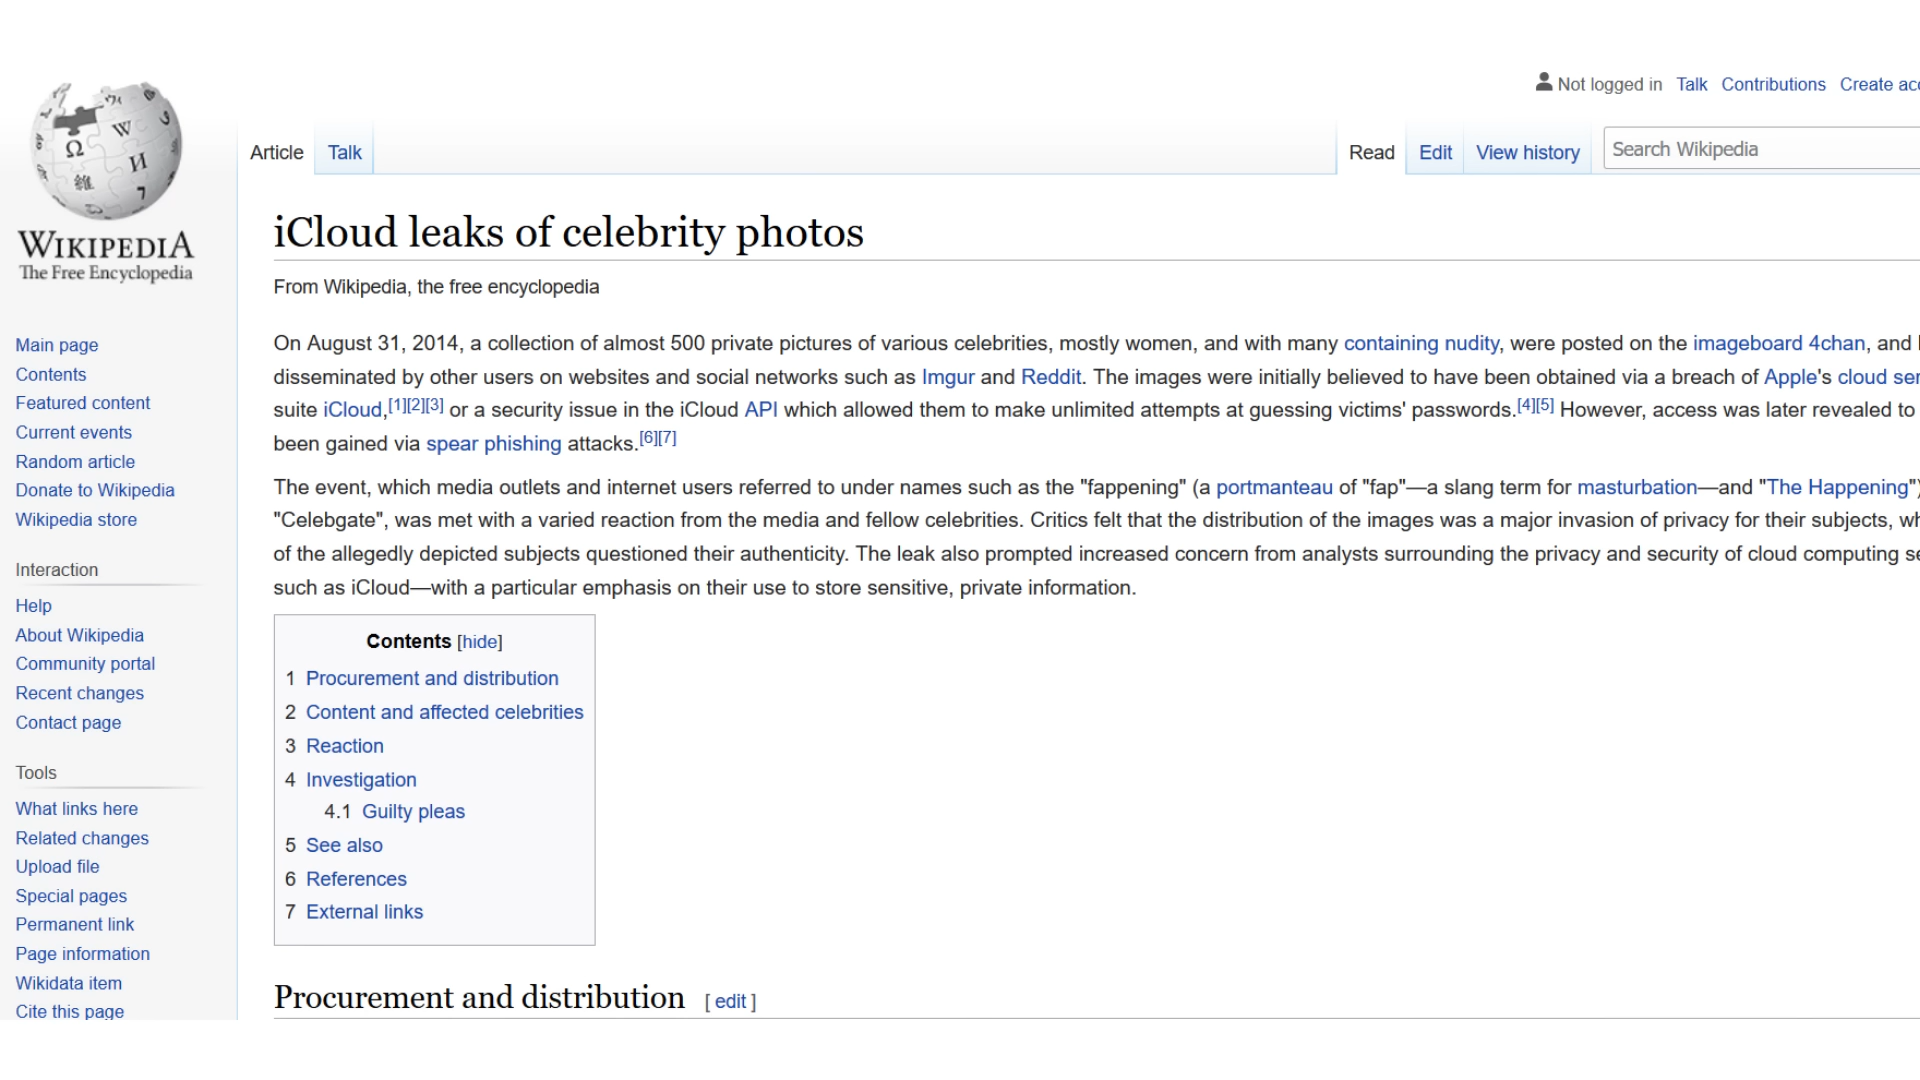 Not logged in Talk Contributions Create acc
Article Talk Read Edit View history Search Wikipedia
WIKIPEDIA
The Free Encyclopedia
Main page
Contents
Featured content
Current events
Random article
Donate to Wikipedia
Wikipedia store
Interaction
Help
About Wikipedia
Community portal
Recent changes
Contact page
Tools
What links here
Related changes
Upload file
Special pages
Permanent link
Page information
Wikidata item
Cite this page
iCloud leaks of celebrity photos
From Wikipedia, the free encyclopedia
On August 31, 2014, a collection of almost 500 private pictures of various celebrities, mostly women, and with many containing nudity, were posted on the imageboard 4chan, and
disseminated by other users on websites and social networks such as Imgur and Reddit. The images were initially believed to have been obtained via a breach of Apple's cloud ser
suite iCloud,[1][2][3] or a security issue in the iCloud API which allowed them to make unlimited attempts at guessing victims' passwords.[4][5] However, access was later revealed to
been gained via spear phishing attacks.[6][7]
The event, which media outlets and internet users referred to under names such as the "fappening" (a portmanteau of "fap"—a slang term for masturbation—and "The Happening")
"Celebgate", was met with a varied reaction from the media and fellow celebrities. Critics felt that the distribution of the images was a major invasion of privacy for their subjects, wh
of the allegedly depicted subjects questioned their authenticity. The leak also prompted increased concern from analysts surrounding the privacy and security of cloud computing se
such as iCloud—with a particular emphasis on their use to store sensitive, private information.
Contents [hide]
1 Procurement and distribution
2 Content and affected celebrities
3 Reaction
4 Investigation
4.1 Guilty pleas
5 See also
6 References
7 External links
Procurement and distribution [ edit ]